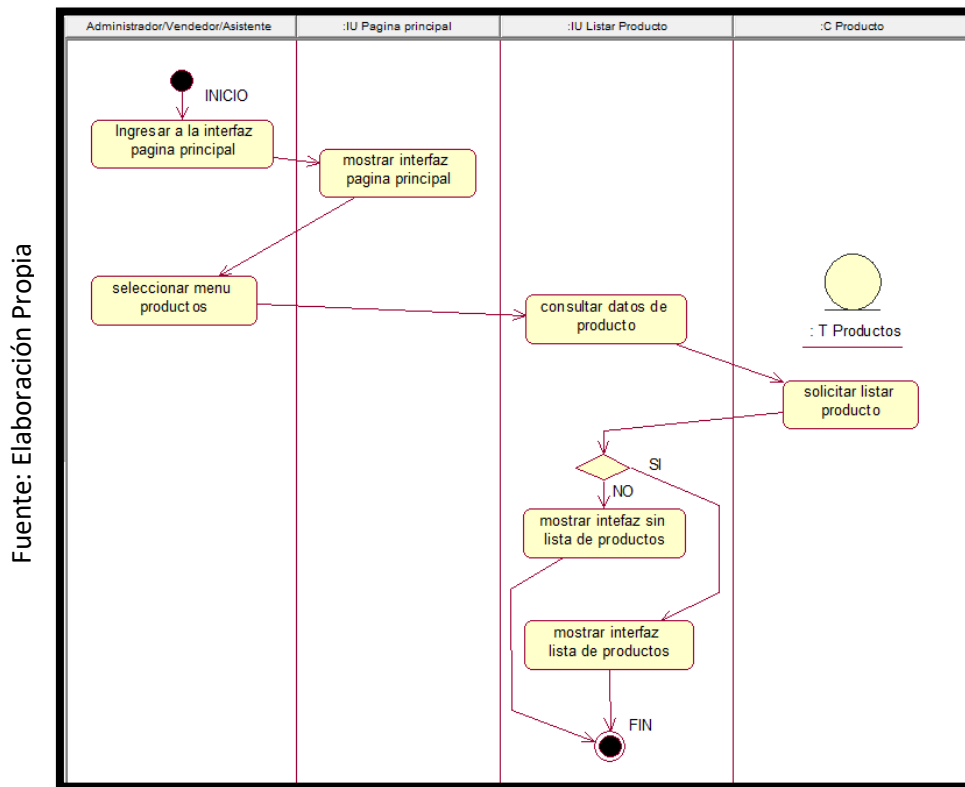 Administrador/Vendedor/Asistente
:IU Pagina principal
:IU Listar Producto
:C Producto
INICIO
Ingresar a la interfaz
pagina principal
mostrar interfaz
pagina principal
seleccionar menu
productos
consultar datos de
producto
: T Productos
solicitar listar
producto
SI
NO
mostrar intefaz sin
lista de productos
mostrar interfaz
lista de productos
FIN
Fuente: Elaboración Propia